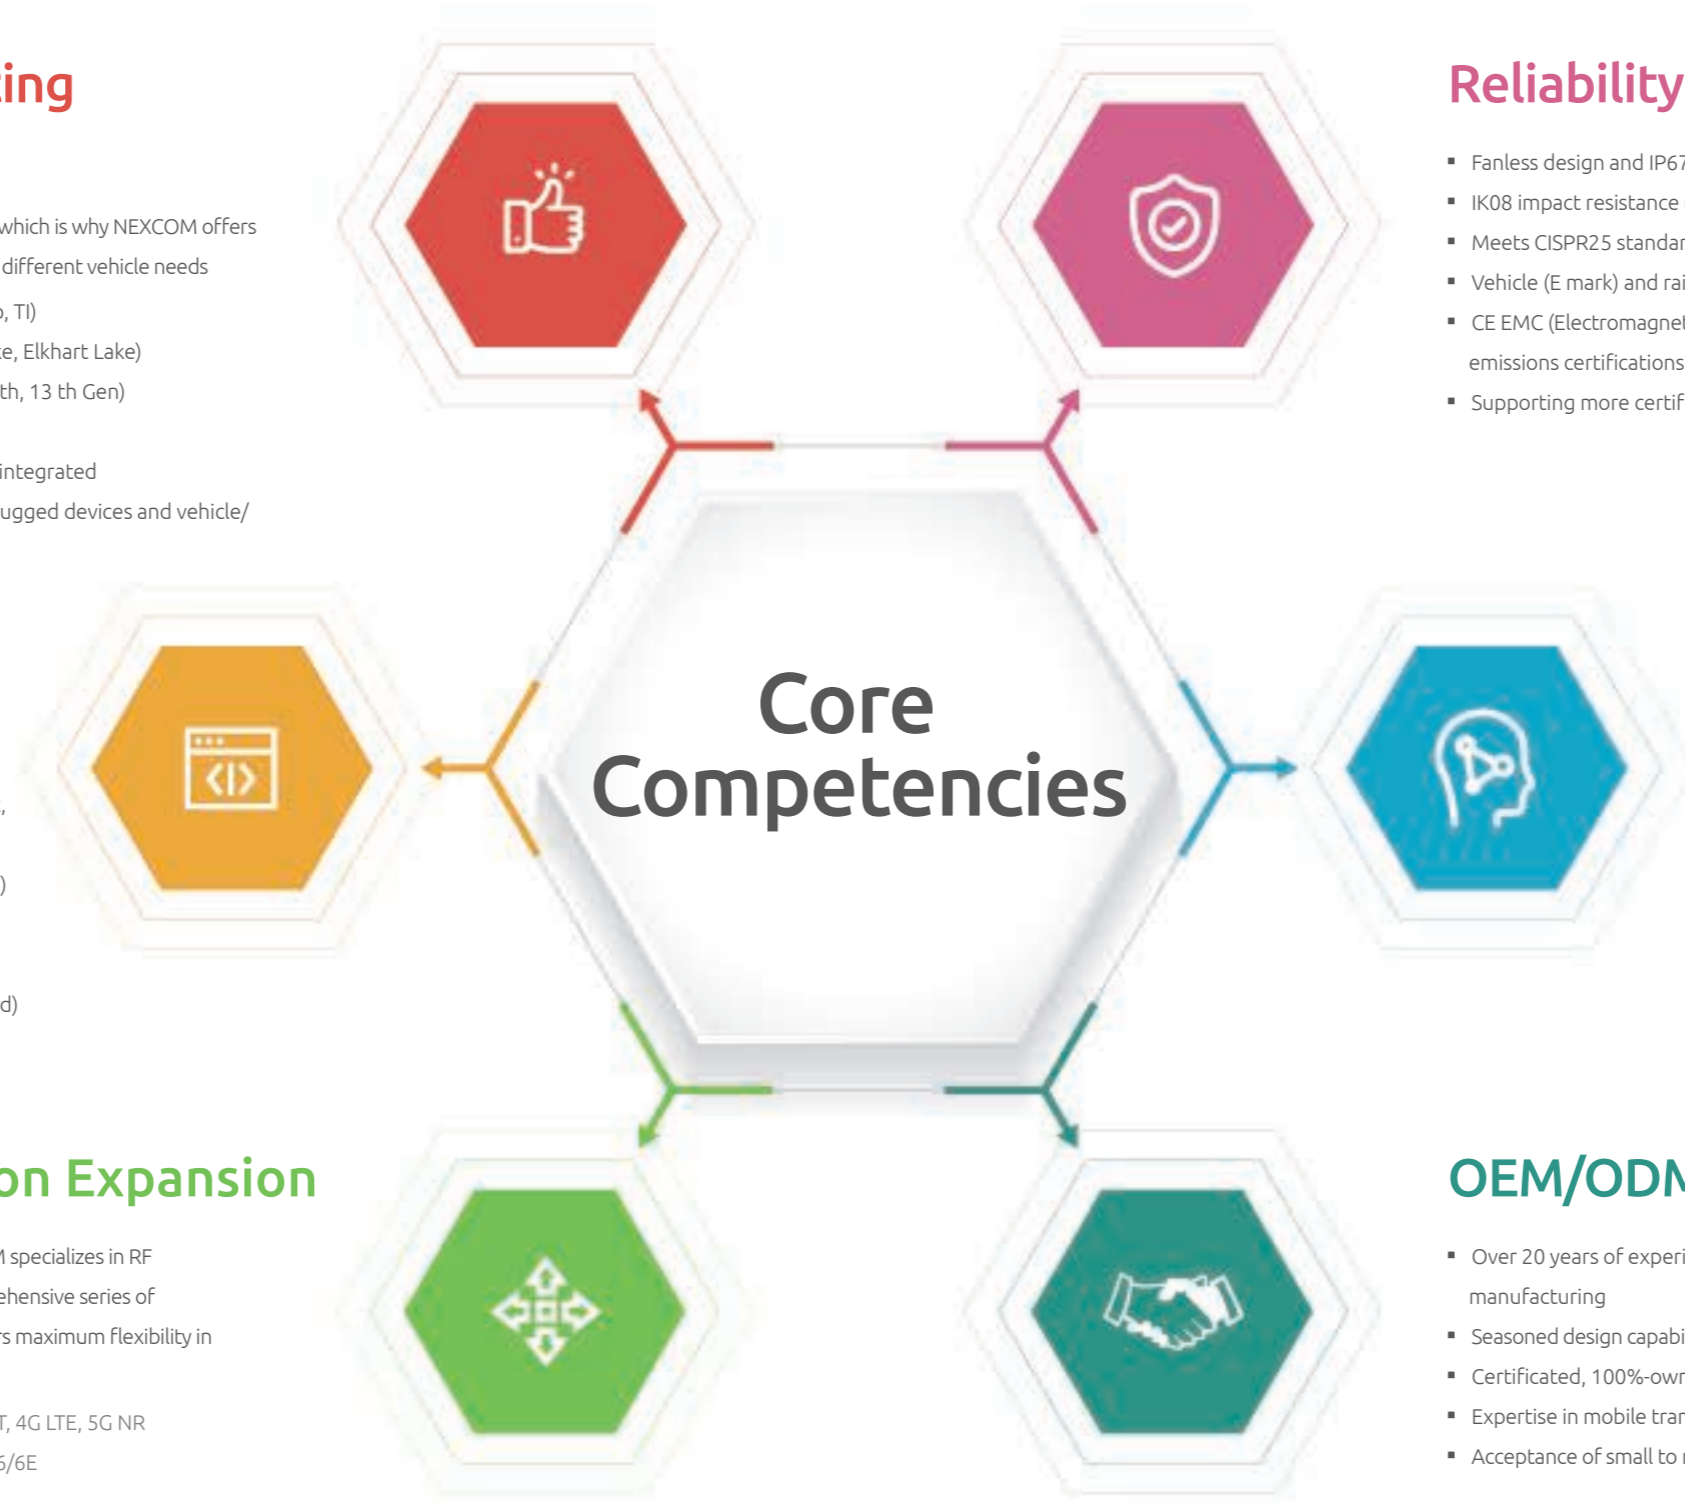 ing
which is why NEXCOM offers
different vehicle needs
, TI)
e, Elkhart Lake)
th, 13 th Gen)
integrated
ugged devices and vehicle/
,
)
d)
on Expansion
M specializes in RF
ehensive series of
rs maximum flexibility in
T, 4G LTE, 5G NR
6/6E
Core
Competencies
Reliability
▪ Fanless design and IP67
▪ IK08 impact resistance
▪ Meets CISPR25 standar
▪ Vehicle (E mark) and rai
▪ CE EMC (Electromagnet
emissions certifications
▪ Supporting more certif
OEM/ODM
▪ Over 20 years of experi
manufacturing
▪ Seasoned design capabi
▪ Certificated, 100%-owr
▪ Expertise in mobile tran
▪ Acceptance of small to